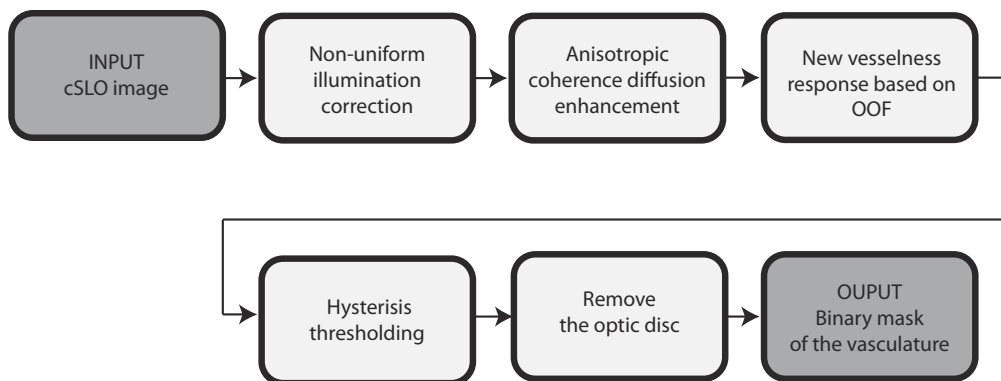 INPUT
cSLO image
Non-uniform
illumination
correction
Anisotropic
coherence diffusion
enhancement
New vesselness
response based on
OOF
Hysterisis
thresholding
Remove
the optic disc
OUPUT
Binary mask
of the vasculature